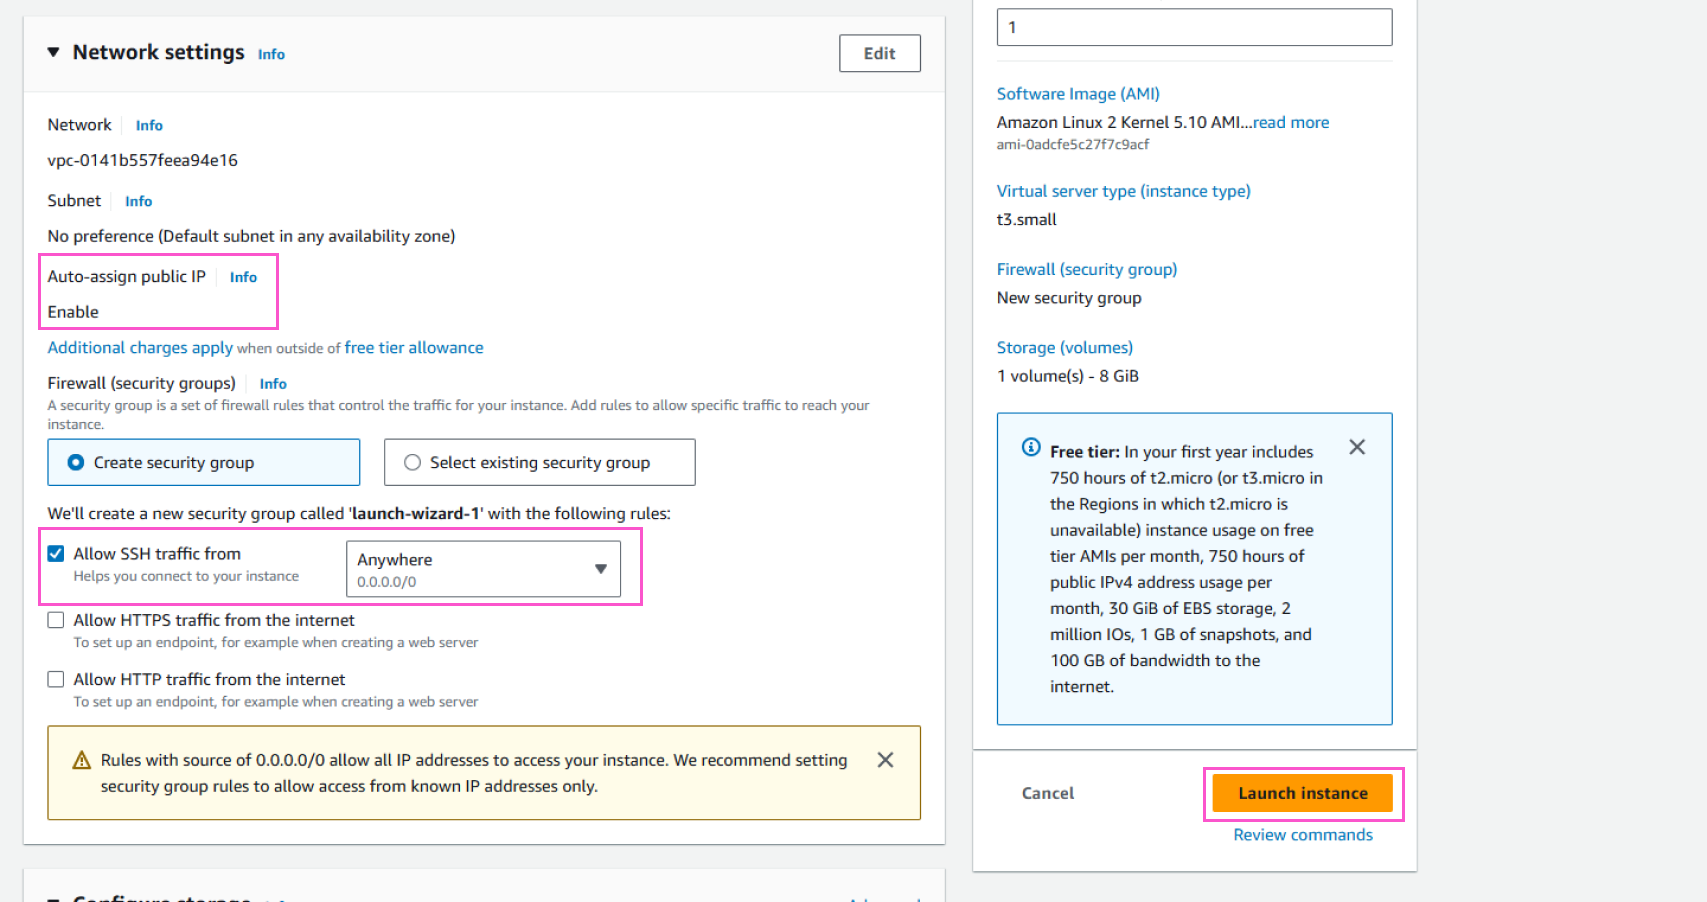 Network settings Info
Edit
Network Info
vpc-0141b557feea94e16
Subnet Info
No preference (Default subnet in any availability zone)
Auto-assign public IP Info
Enable
Additional charges apply when outside of free tier allowance
Firewall (security groups) Info
A security group is a set of firewall rules that control the traffic for your instance. Add rules to allow specific traffic to reach your
instance.
Create security group
Select existing security group
We'll create a new security group called 'launch-wizard-1' with the following rules:
Allow SSH traffic from
Helps you connect to your instance
Anywhere
0.0.0.0/0
Allow HTTPS traffic from the internet
To set up an endpoint, for example when creating a web server
Allow HTTP traffic from the internet
To set up an endpoint, for example when creating a web server
Rules with source of 0.0.0.0/0 allow all IP addresses to access your instance. We recommend setting
security group rules to allow access from known IP addresses only.
Configure storage
1
Software Image (AMI)
Amazon Linux 2 Kernel 5.10 AMI...read more
ami-0adcfe5c27f7c9acf
Virtual server type (instance type)
t3.small
Firewall (security group)
New security group
Storage (volumes)
1 volume(s) - 8 GiB
Free tier: In your first year includes
750 hours of t2.micro (or t3.micro in
the Regions in which t2.micro is
unavailable) instance usage on free
tier AMIs per month, 750 hours of
public IPv4 address usage per
month, 30 GiB of EBS storage, 2
million IOs, 1 GB of snapshots, and
100 GB of bandwidth to the
internet.
Cancel
Launch instance
Review commands